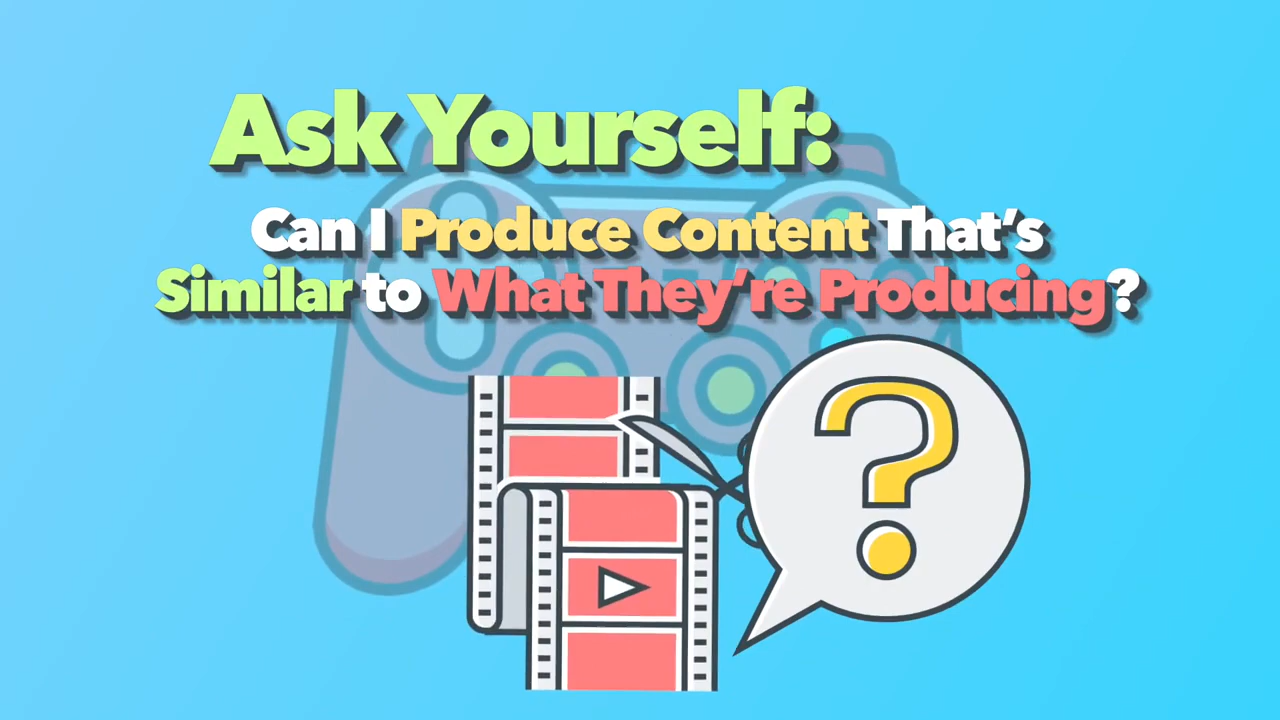 Ask Yourself:
Can I Produce Content That’s
Similar to What They’re Producing?